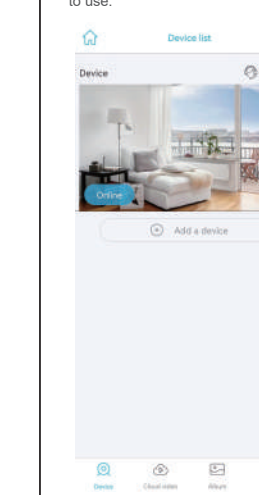 to use.
Device list
Device
Online
Add a device
Device
Cloud video
Album